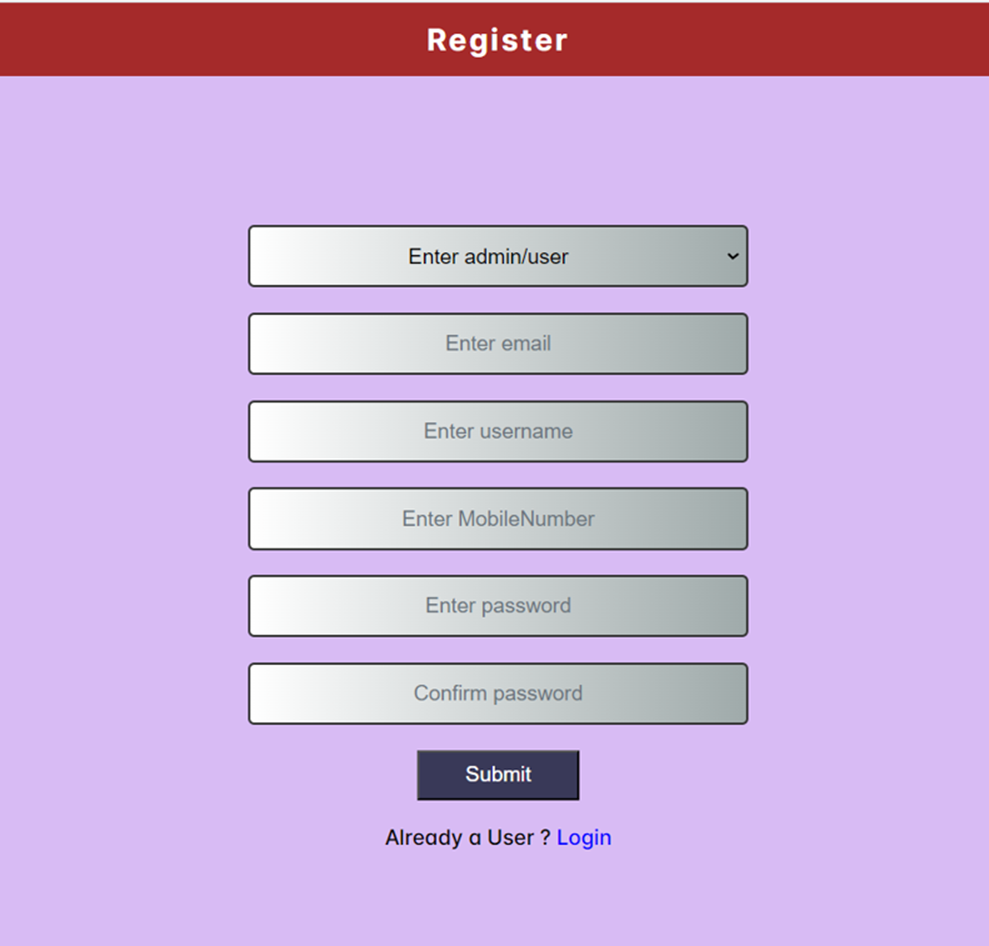 Register
Enter admin/user
Enter email
Enter username
Enter MobileNumber
Enter password
Confirm password
Submit
Already a User ? Login